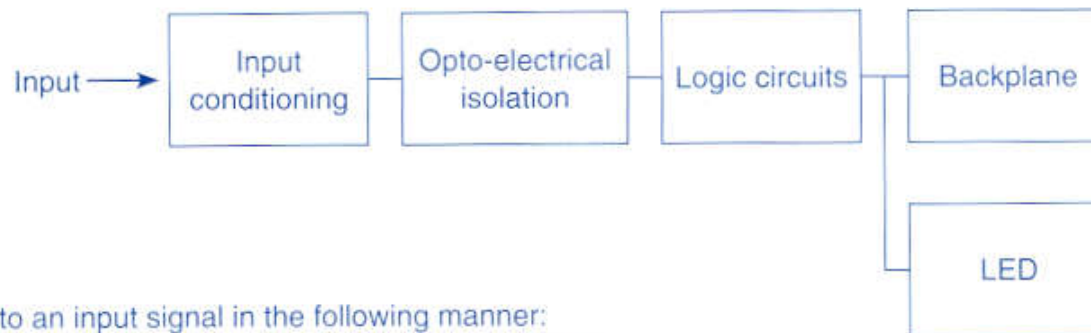 Input
Input
conditioning
Opto-electrical
isolation
Logic circuits
Backplane
LED
to an input signal in the following manner: